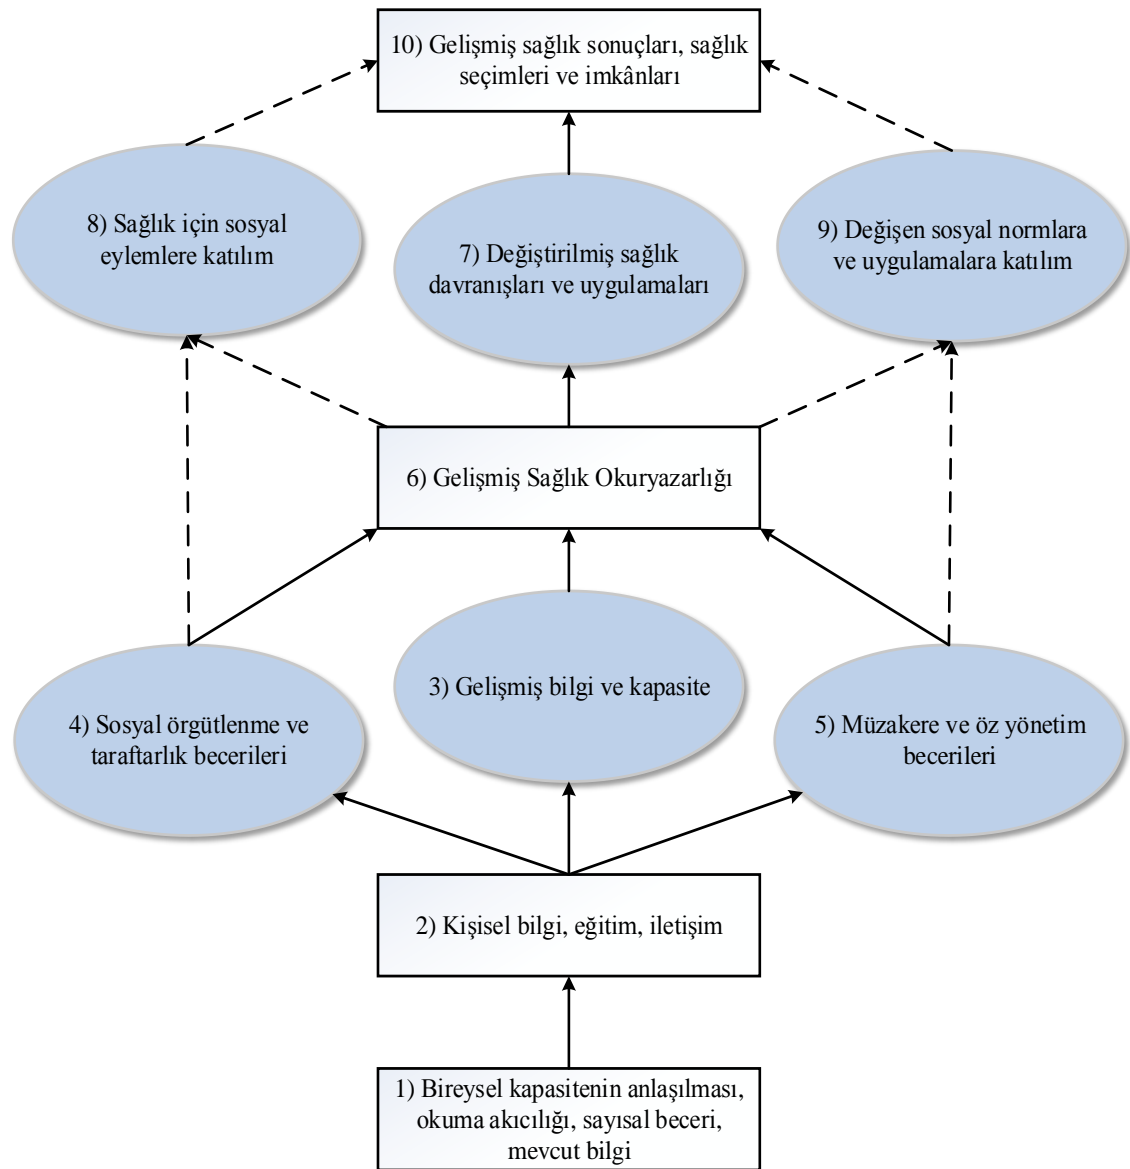 10) Gelişmiş sağlık sonuçları, sağlık
seçimleri ve imkânları
8) Sağlık için sosyal
eylemlere katılım
7) Değiştirilmiş sağlık
davranışları ve uygulamaları
9) Değişen sosyal normlara
ve uygulamalara katılım
6) Gelişmiş Sağlık Okuryazarlığı
4) Sosyal örgütlenme ve
taraftarlık becerileri
3) Gelişmiş bilgi ve kapasite
5) Müzakere ve öz yönetim
becerileri
2) Kişisel bilgi, eğitim, iletişim
1) Bireysel kapasitenin anlaşılması,
okuma akıcılığı, sayısal beceri,
mevcut bilgi